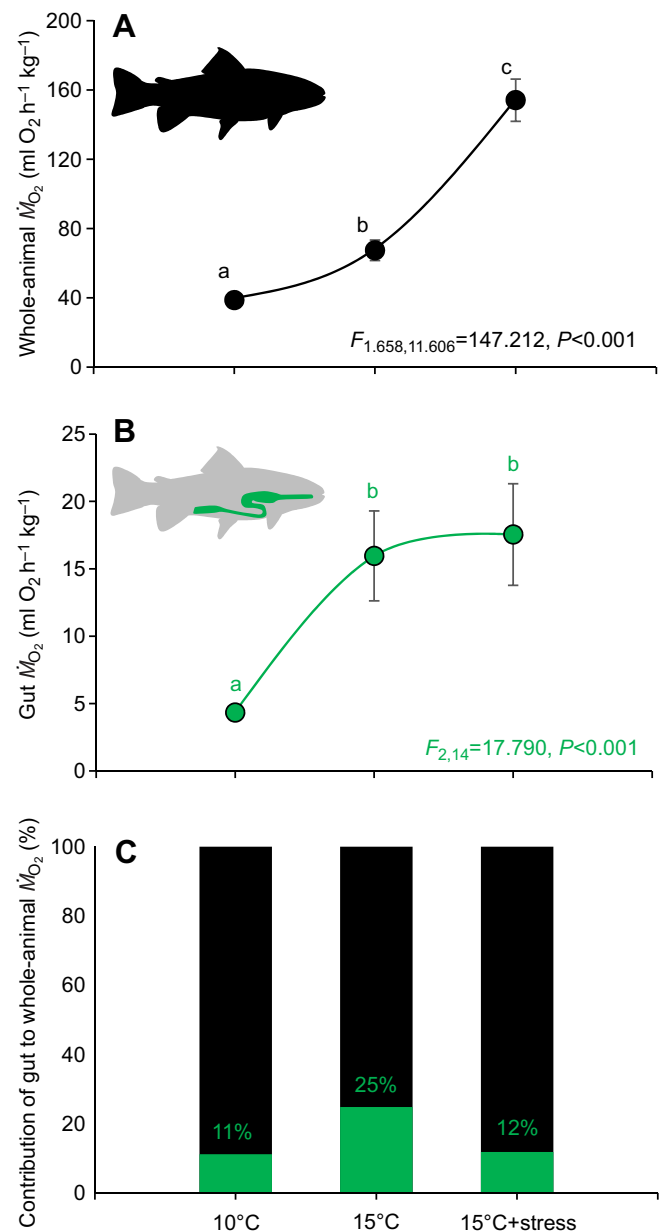 A
Whole-animal ṀO2 (ml O2 h–1 kg–1)
200
160
120
80
40
0
a
b
c
F1.658,11.606=147.212, P<0.001
B
Gut ṀO2 (ml O2 h–1 kg–1)
25
20
15
10
5
0
a
b
b
F2,14=17.790, P<0.001
C
Contribution of gut to whole-animal ṀO2 (%)
100
80
60
40
20
0
11%
25%
12%
10°C
15°C
15°C+stress